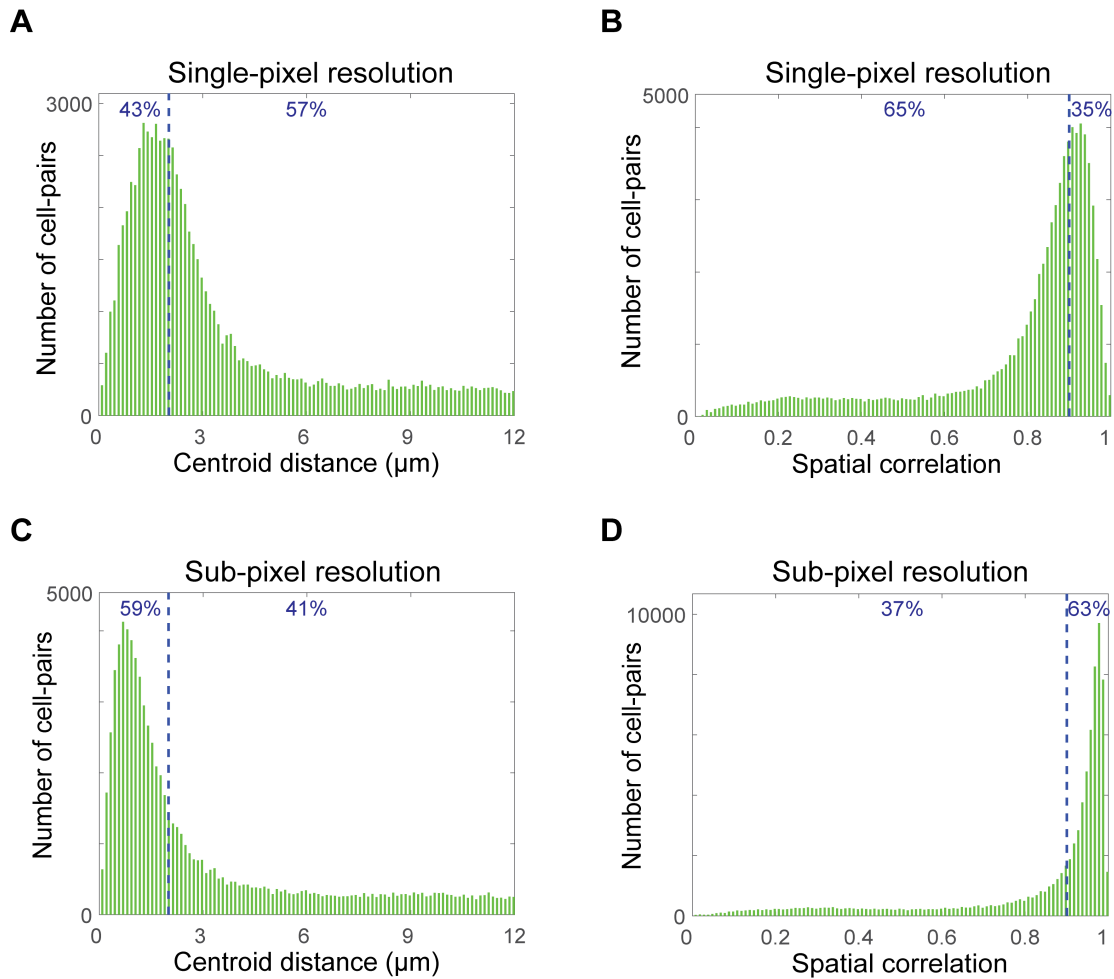 A
Single-pixel resolution
3000
43%
57%
Number of cell-pairs
0
0
3
6
9
12
Centroid distance (µm)
B
Single-pixel resolution
5000
65%
35%
Number of cell-pairs
0
0
0.2
0.4
0.6
0.8
1
Spatial correlation
C
Sub-pixel resolution
5000
59%
41%
Number of cell-pairs
0
0
3
6
9
12
Centroid distance (µm)
D
Sub-pixel resolution
10000
37%
63%
Number of cell-pairs
0
0
0.2
0.4
0.6
0.8
1
Spatial correlation